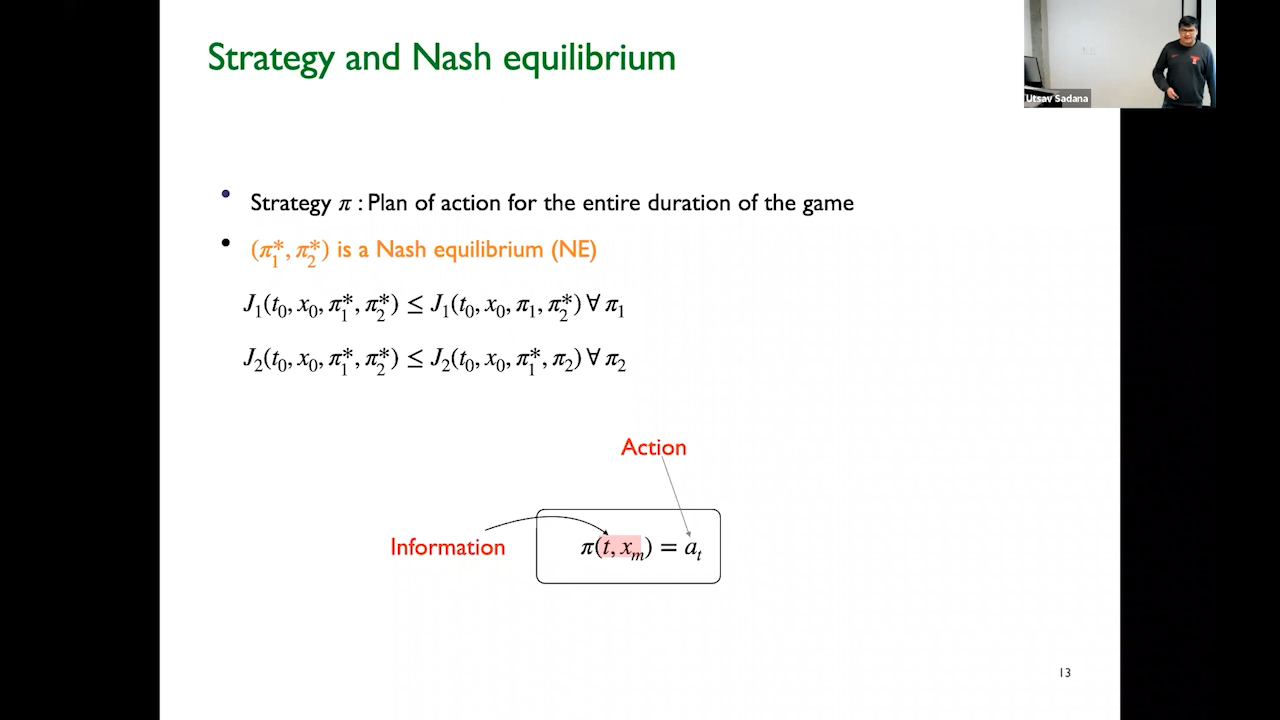 Strategy and Nash equilibrium
Utsav Sadana
• Strategy π : Plan of action for the entire duration of the game
• (π₁*, π₂*) is a Nash equilibrium (NE)
J₁(t₀, x₀, π₁*, π₂*) ≤ J₁(t₀, x₀, π₁, π₂*) ∀ π₁
J₂(t₀, x₀, π₁*, π₂*) ≤ J₂(t₀, x₀, π₁*, π₂) ∀ π₂
Action
Information
π(t, xₘ) = aₜ
13